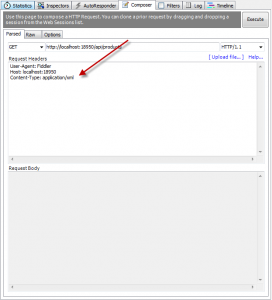 Statistics Inspectors AutoResponder Composer Filters Log Timeline
Use this page to compose a HTTP Request. You can clone a prior request by dragging and dropping a session from the Web Sessions list.
Execute
Parsed Raw Options
GET http://localhost:18950/api/products HTTP/1.1
Request Headers [ Upload file... ] Help...
User-Agent: Fiddler
Host: localhost:18950
Content-Type: application/xml
Request Body